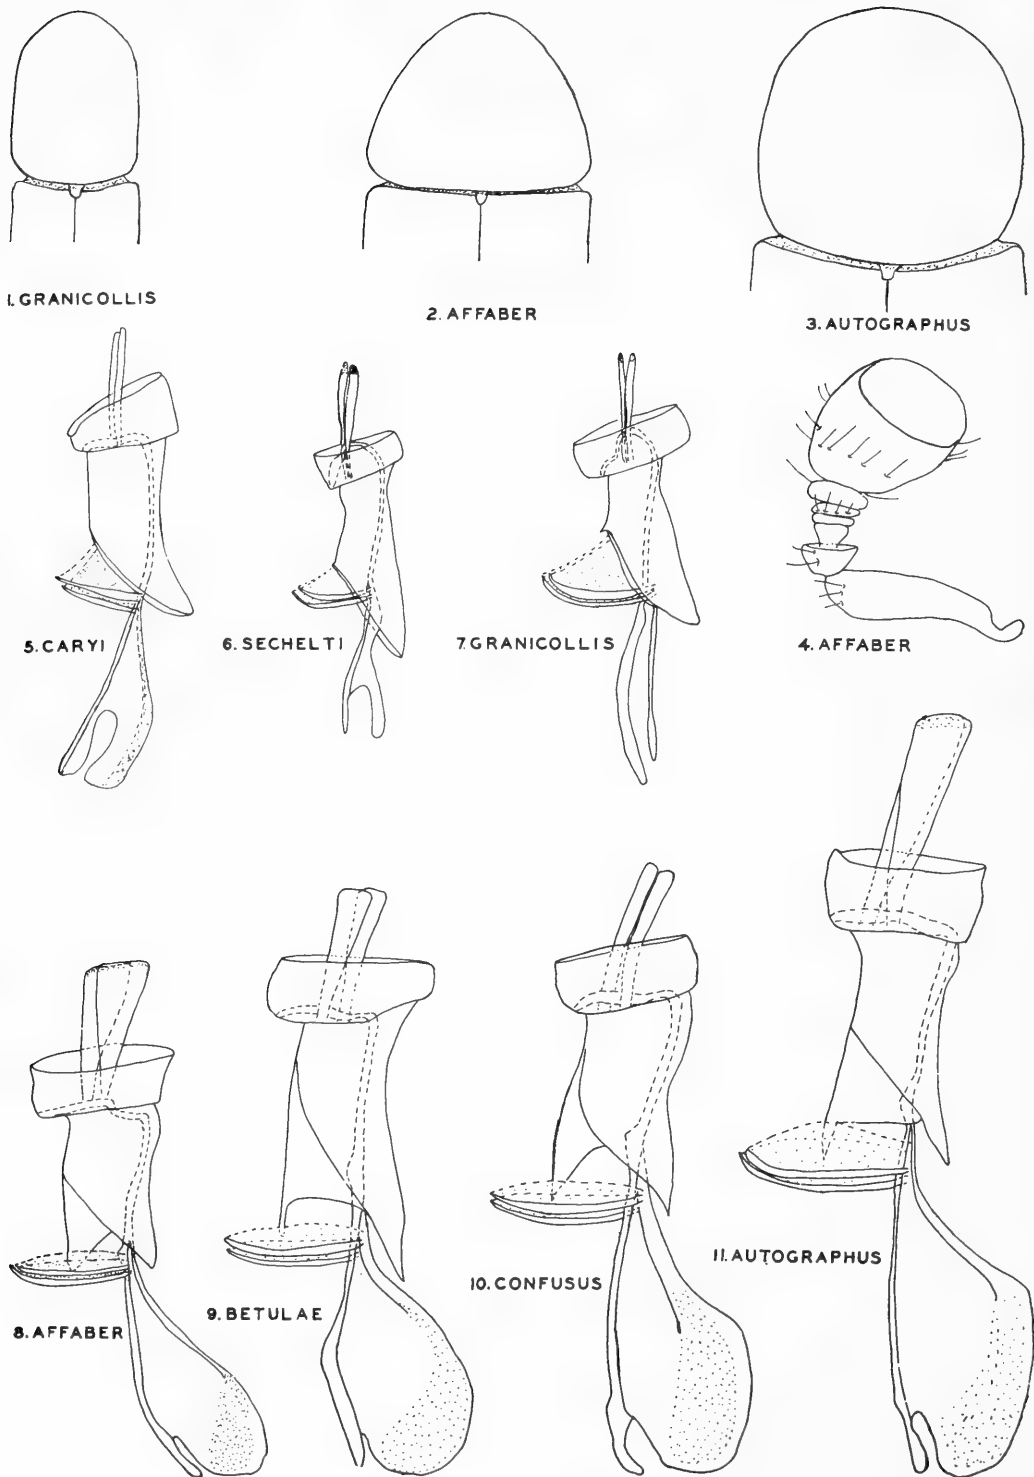 1. GRANICOLLIS
2. AFFABER
3. AUTOGRAPHUS
5. CARYI
6. SECHELTI
7. GRANICOLLIS
4. AFFABER
8. AFFABER
9. BETULAE
10. CONFUSUS
11. AUTOGRAPHUS